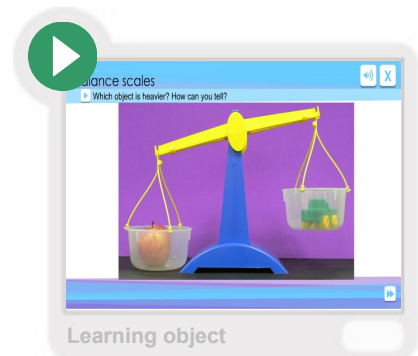 alance scales
Which object is heavier? How can you tell?
X
Learning object